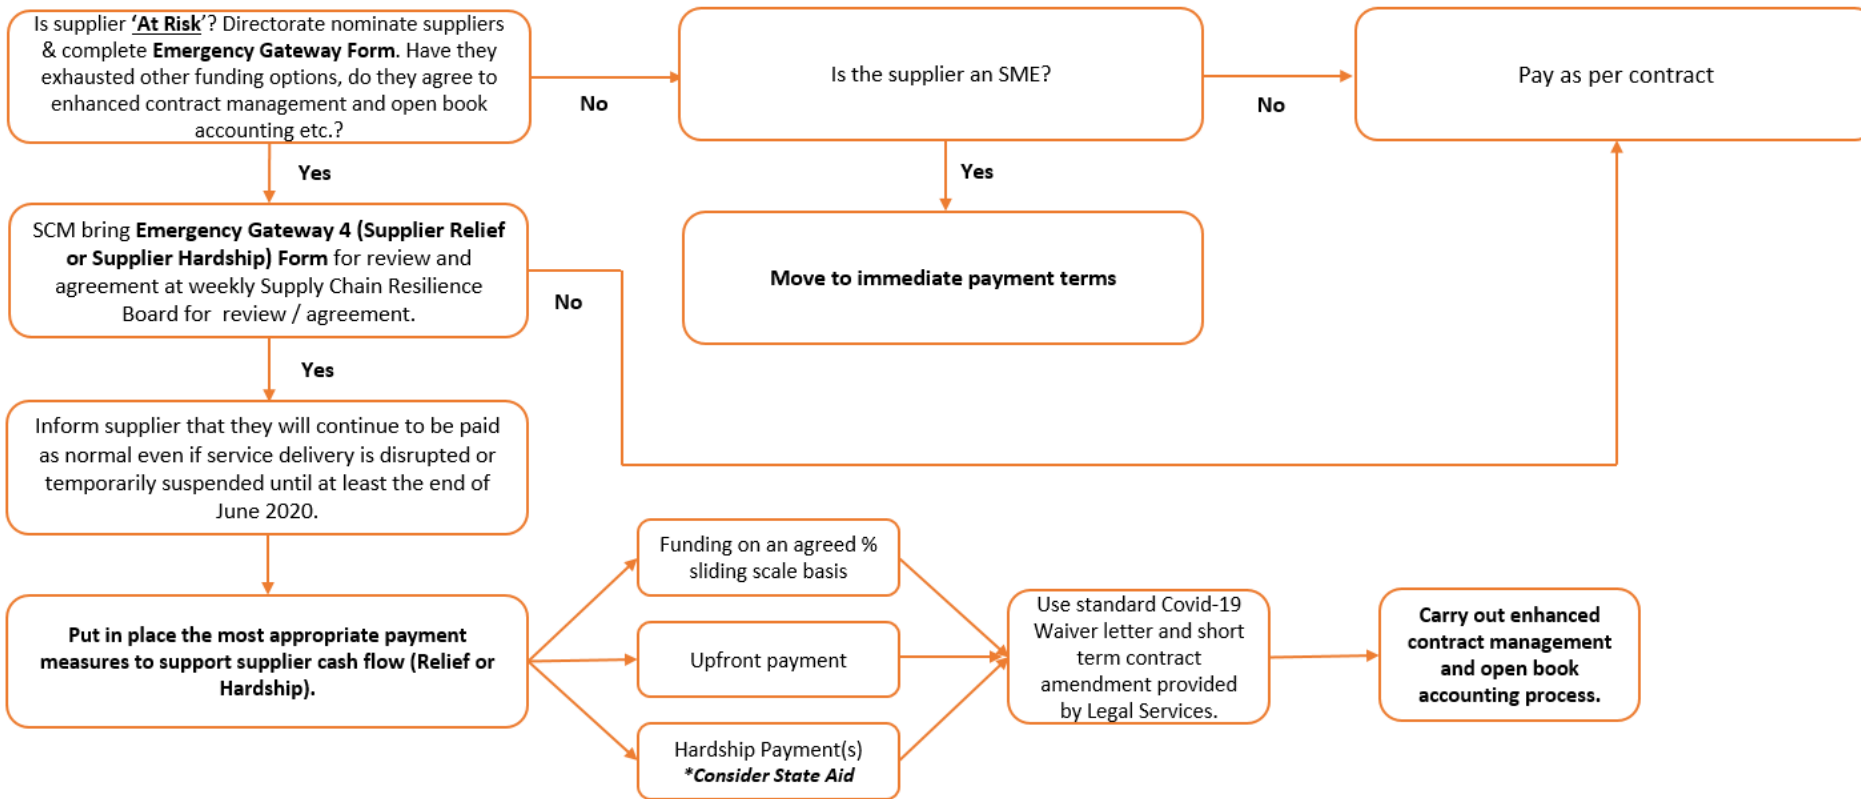 Is supplier 'At Risk'? Directorate nominate suppliers
& complete Emergency Gateway Form. Have they
exhausted other funding options, do they agree to
enhanced contract management and open book
accounting etc.?
No
Is the supplier an SME?
No
Pay as per contract
Yes
Yes
SCM bring Emergency Gateway 4 (Supplier Relief
or Supplier Hardship) Form for review and
agreement at weekly Supply Chain Resilience
Board for review / agreement.
No
Move to immediate payment terms
Yes
Inform supplier that they will continue to be paid
as normal even if service delivery is disrupted or
temporarily suspended until at least the end of
June 2020.
Put in place the most appropriate payment
measures to support supplier cash flow (Relief or
Hardship).
Funding on an agreed %
sliding scale basis
Upfront payment
Hardship Payment(s)
*Consider State Aid
Use standard Covid-19
Waiver letter and short
term contract
amendment provided
by Legal Services.
Carry out enhanced
contract management
and open book
accounting process.